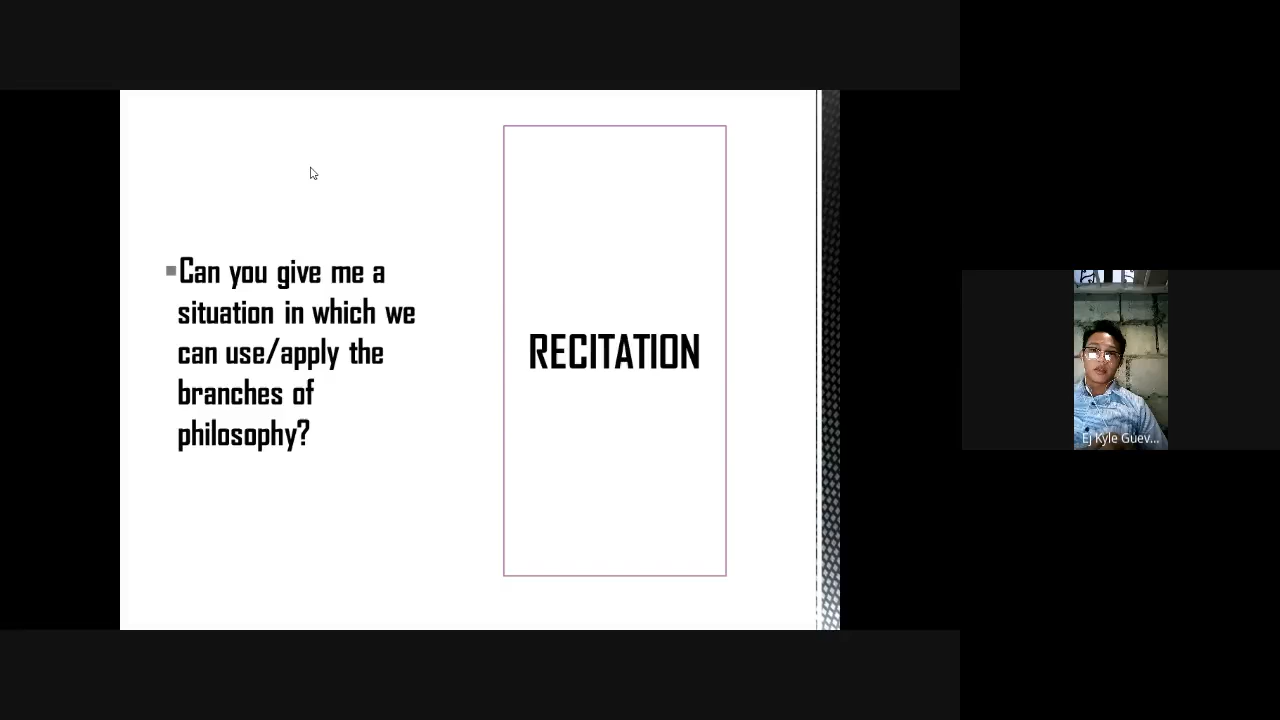 Can you give me a
situation in which we
can use/apply the
branches of
philosophy?
RECITATION
Ej Kyle Guev...